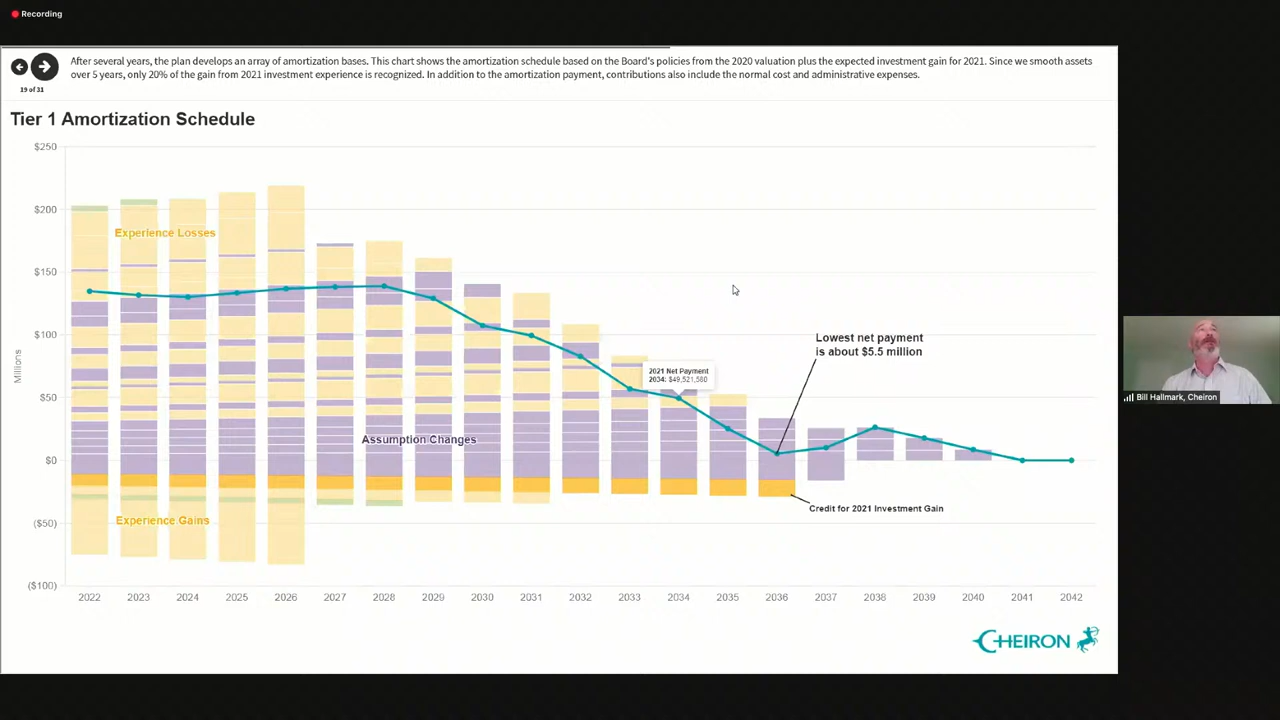 Recording
After several years, the plan develops an array of amortization bases. This chart shows the amortization schedule based on the Board's policies from the 2020 valuation plus the expected investment gain for 2021. Since we smooth assets
over 5 years, only 20% of the gain from 2021 investment experience is recognized. In addition to the amortization payment, contributions also include the normal cost and administrative expenses.
19 of 31
Tier 1 Amortization Schedule
$250
$200
$150
$100
$50
$0
($50)
($100)
Millions
Experience Losses
Lowest net payment
is about $5.5 million
2021 Net Payment
2034: $49,521,580
Assumption Changes
Credit for 2021 Investment Gain
Experience Gains
2022 2023 2024 2025 2026 2027 2028 2029 2030 2031 2032 2033 2034 2035 2036 2037 2038 2039 2040 2041 2042
CHEIRON
Bill Hallmark, Cheiron